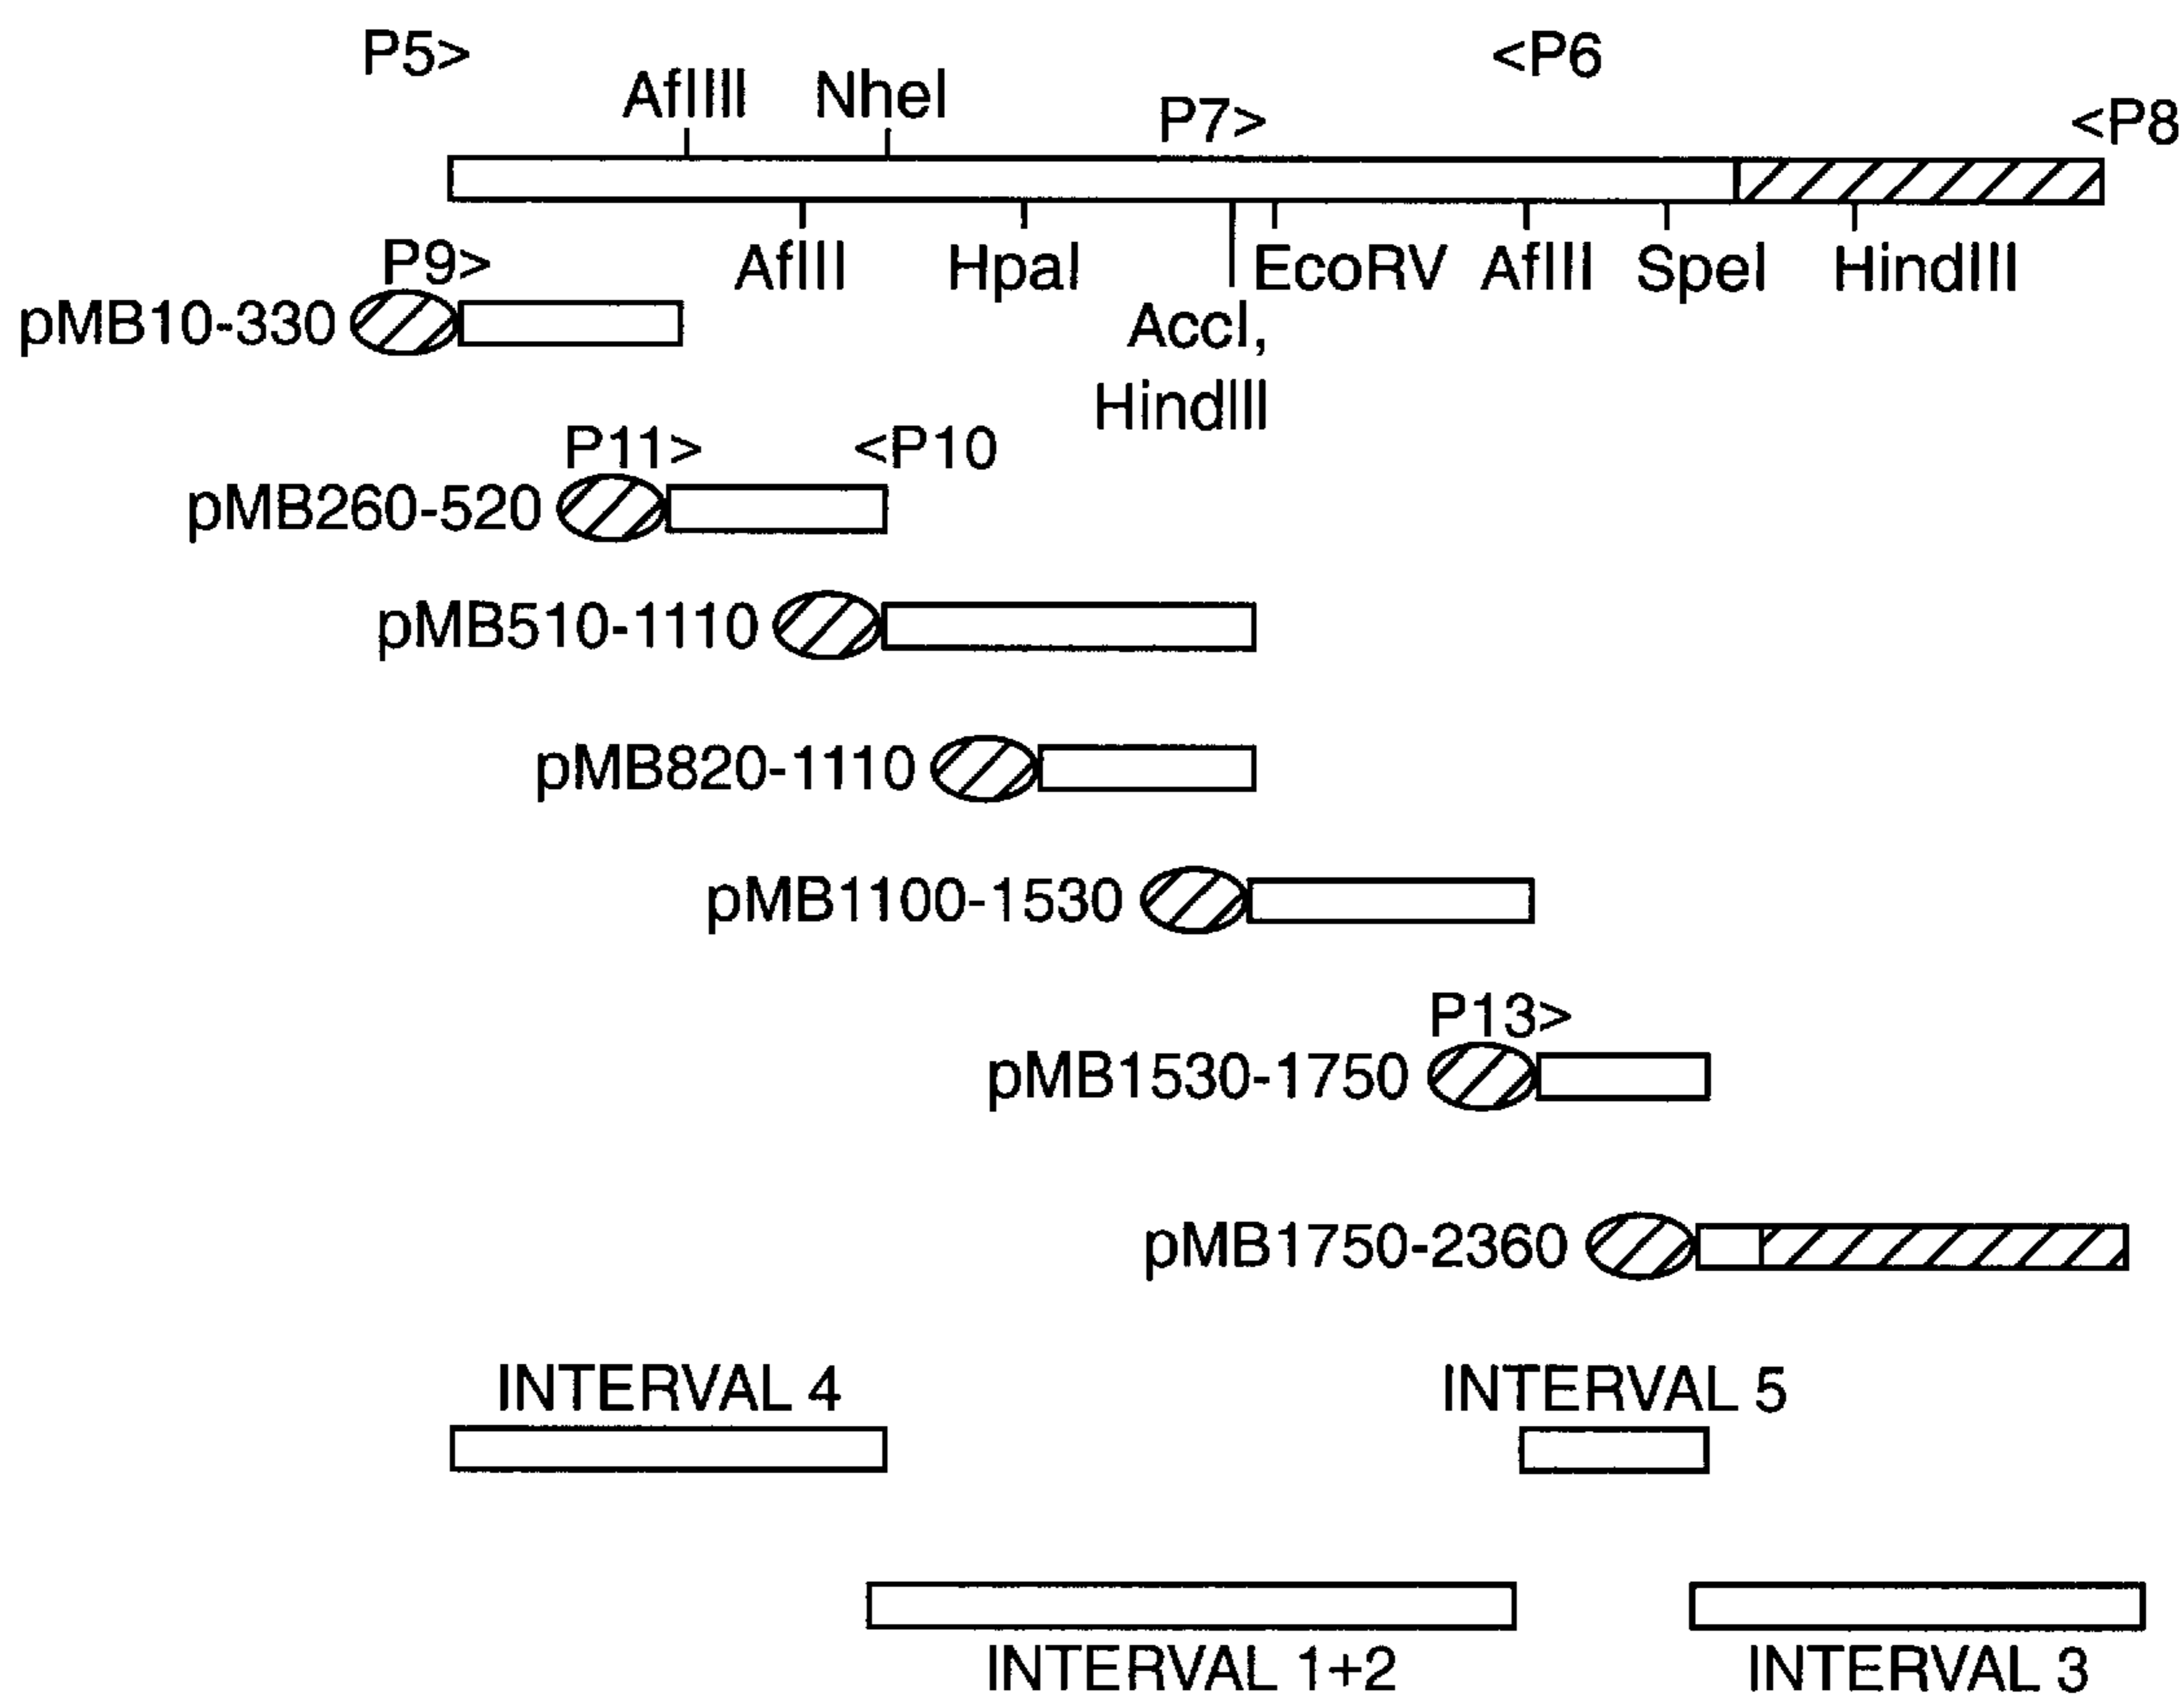 P5>
<P6
AflIII
NheI
P7>
<P8
P9>
AflII
HpaI
EcoRV
AflII
SpeI
HindIII
pMB10-330
AccI,
HindIII
P11>
<P10
pMB260-520
pMB510-1110
pMB820-1110
pMB1100-1530
P13>
pMB1530-1750
pMB1750-2360
INTERVAL 4
INTERVAL 5
INTERVAL 1+2
INTERVAL 3